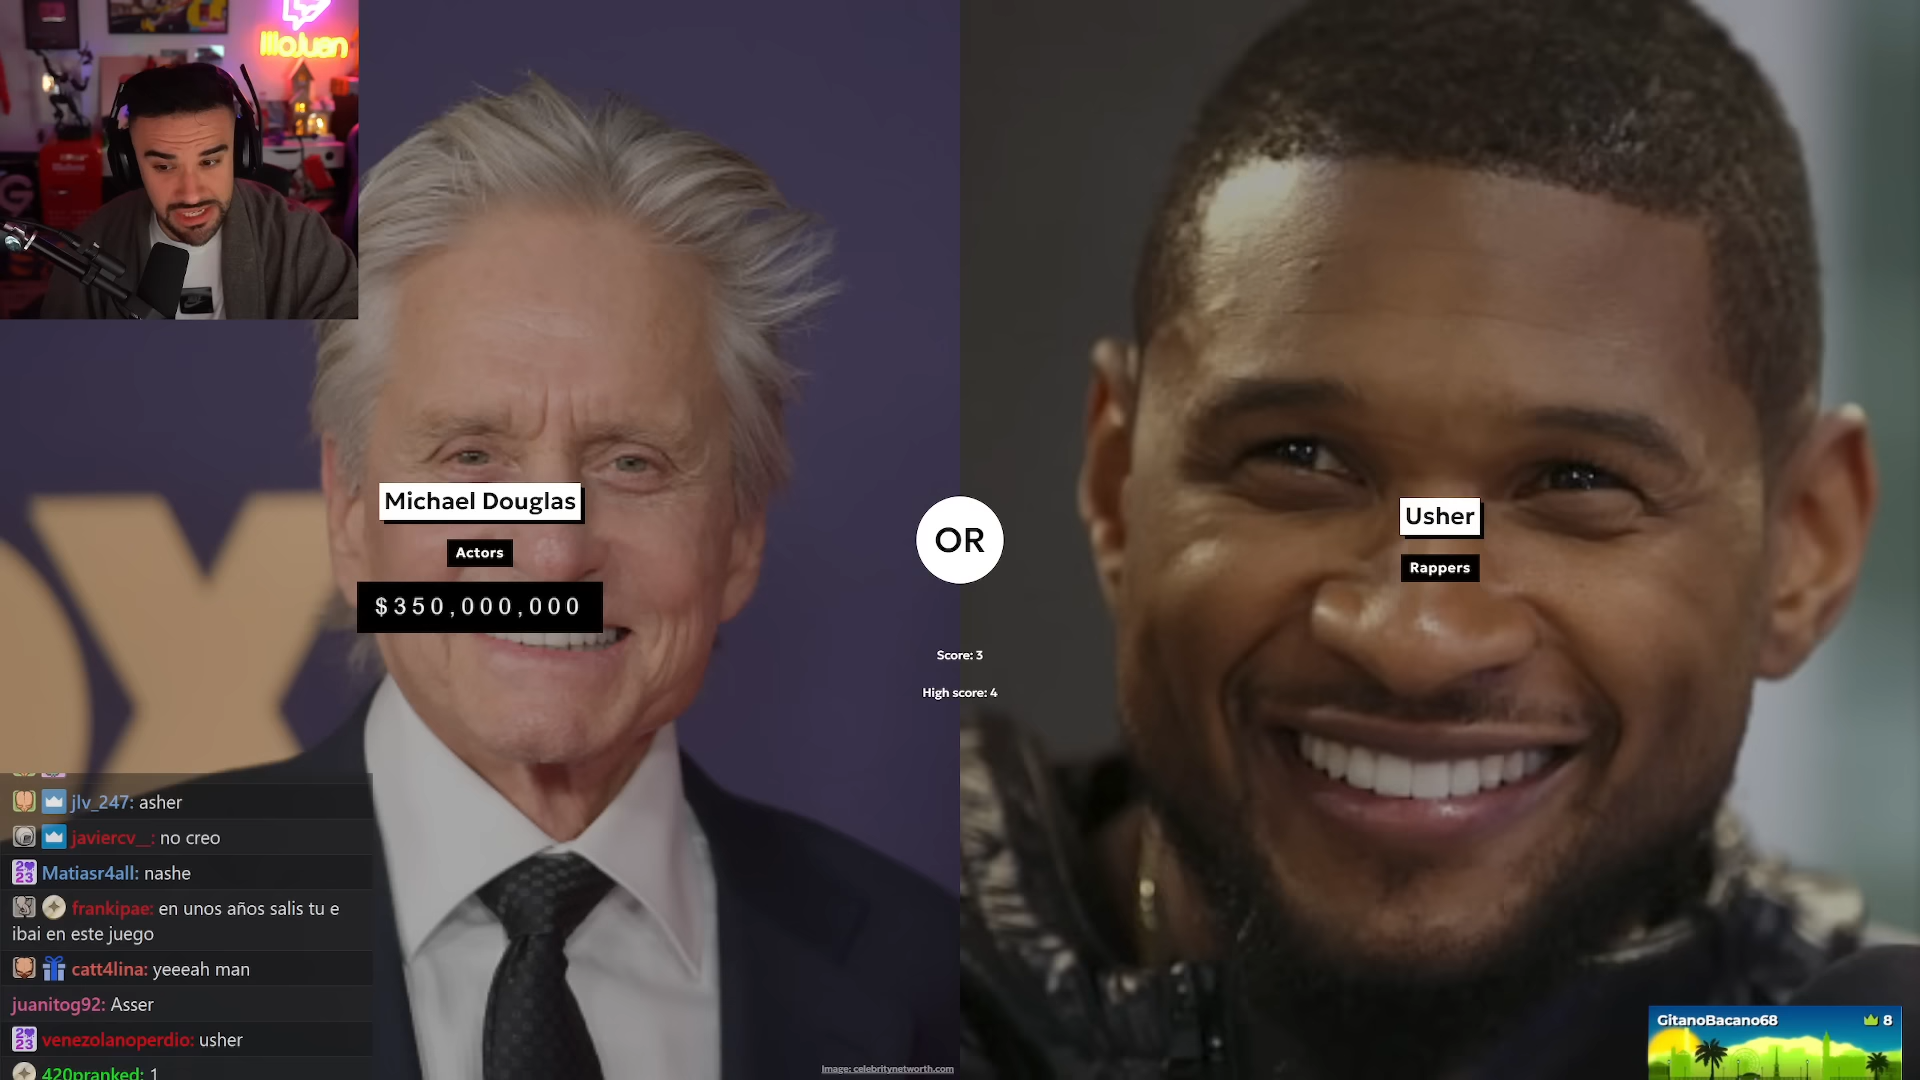 IlloJuan
Michael Douglas
Actors
$350,000,000
OR
Usher
Rappers
Score: 3
High score: 4
jlv_247: asher
javiercv__: no creo
Matiasr4all: nashe
frankipae: en unos años salis tu e
ibai en este juego
catt4lina: yeeeah man
juanitog92: Asser
venezolanoperdio: usher
420pranked: 1
Image: celebritynetworth.com
GitanoBacano68
8